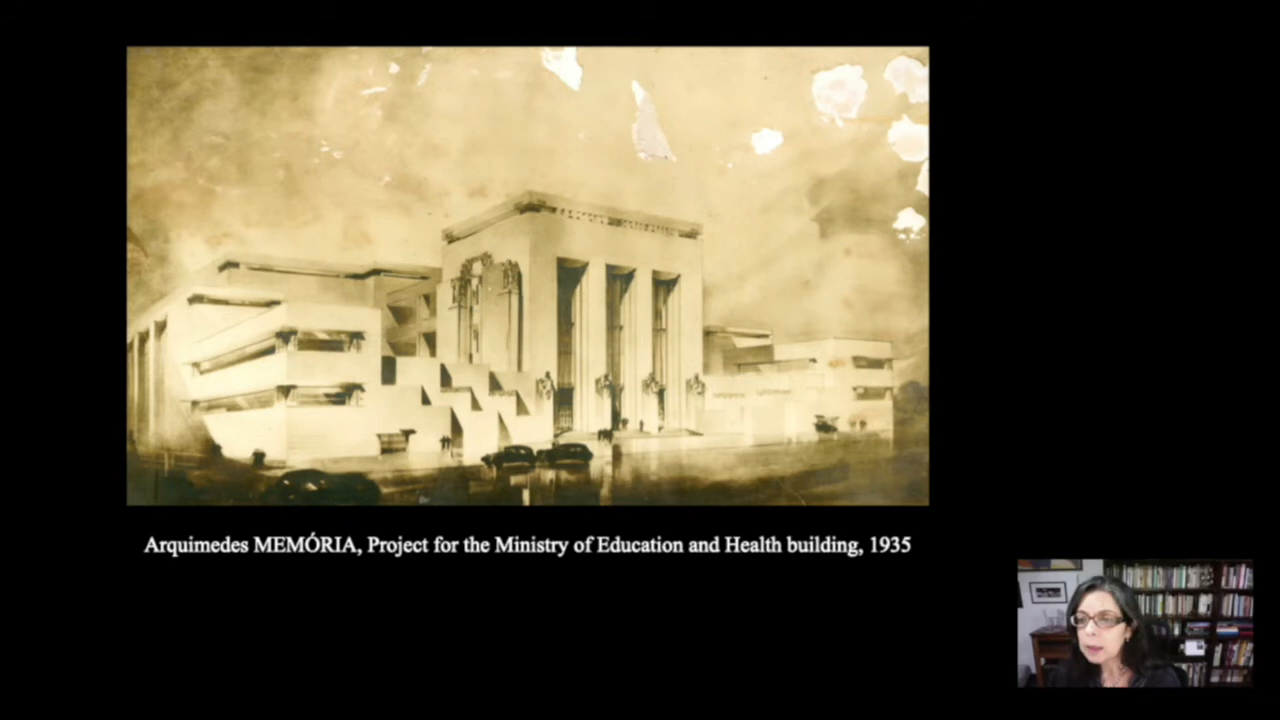 Arquimedes MEMÓRIA, Project for the Ministry of Education and Health building, 1935